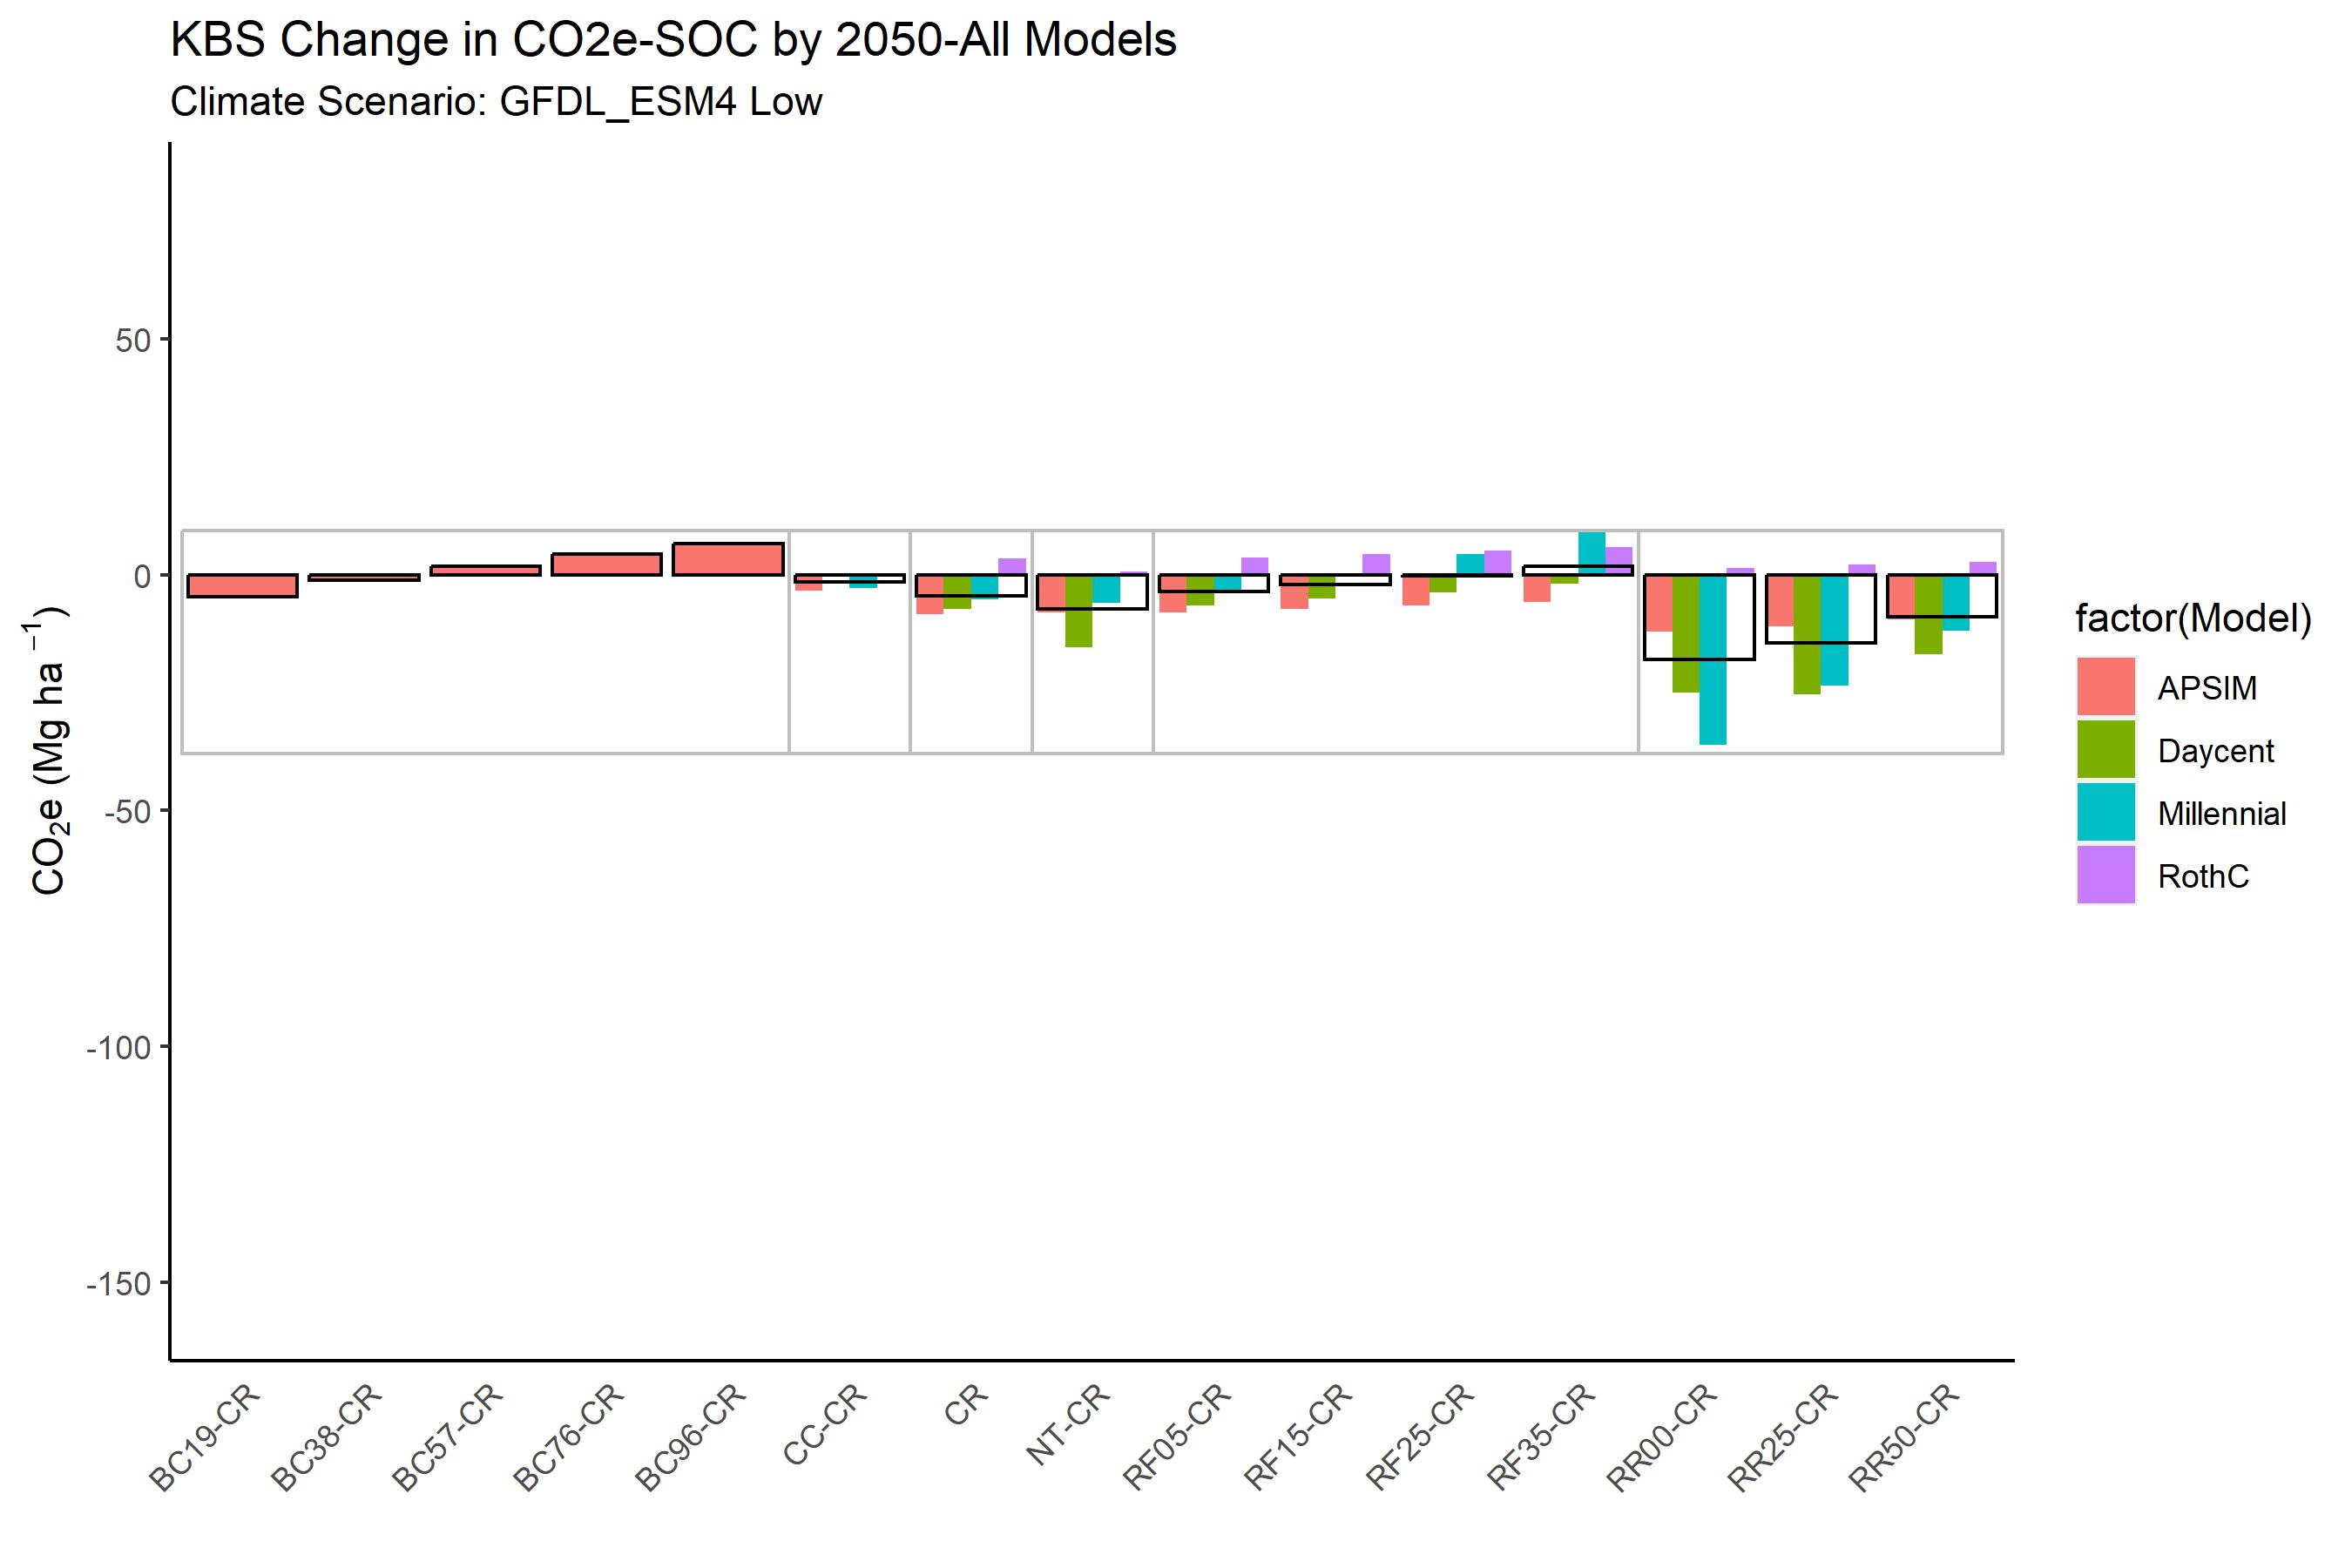 KBS Change in CO2e-SOC by 2050-All Models
Climate Scenario: GFDL_ESM4 Low
CO₂e (Mg ha⁻¹)
50
0
-50
-100
-150
BC19-CR
BC38-CR
BC57-CR
BC76-CR
BC96-CR
CC-CR
CR
NT-CR
RF05-CR
RF15-CR
RF25-CR
RF35-CR
RR00-CR
RR25-CR
RR50-CR
factor(Model)
APSIM
Daycent
Millennial
RothC